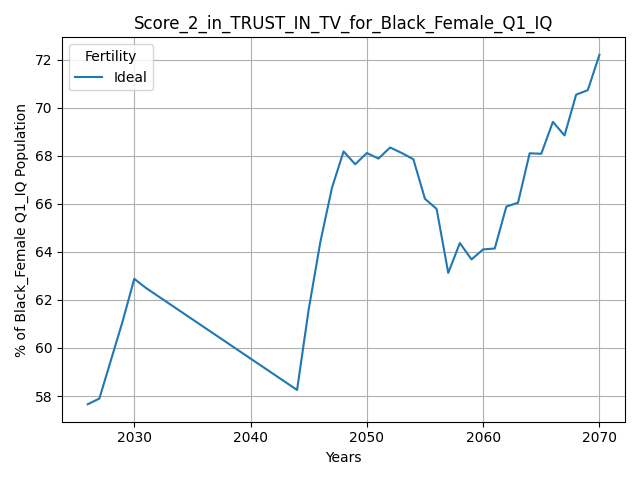 Score_2_in_TRUST_IN_TV_for_Black_Female_Q1_IQ
Fertility
Ideal
% of Black_Female Q1_IQ Population
72
70
68
66
64
62
60
58
2030 2040 2050 2060 2070
Years